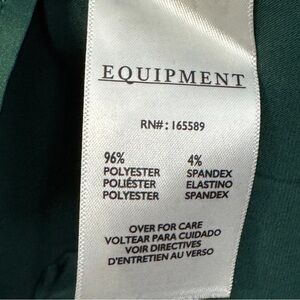 EQUIPMENT
RN#: 165589
96% 4%
POLYESTER SPANDEX
POLIÉSTER ELASTINO
POLYESTER SPANDEX
OVER FOR CARE
VOLTEAR PARA CUIDADO
VOIR DIRECTIVES
D'ENTRETIEN AU VERSO